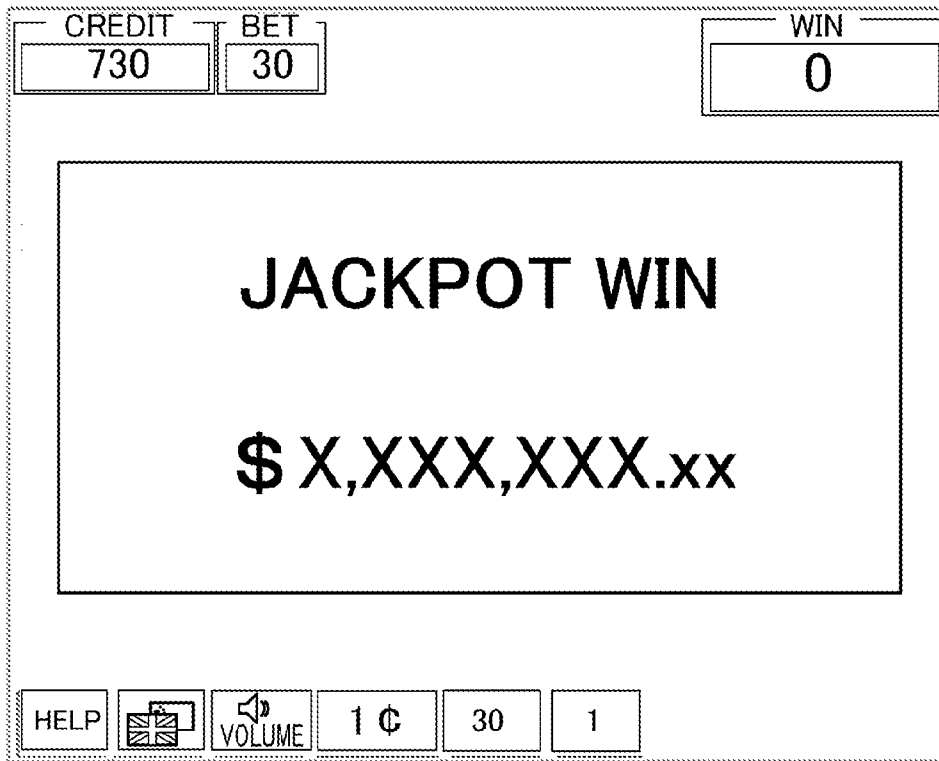 CREDIT BET WIN
730 30 0
JACKPOT WIN
$ X,XXX,XXX.xx
HELP VOLUME 1 ¢ 30 1